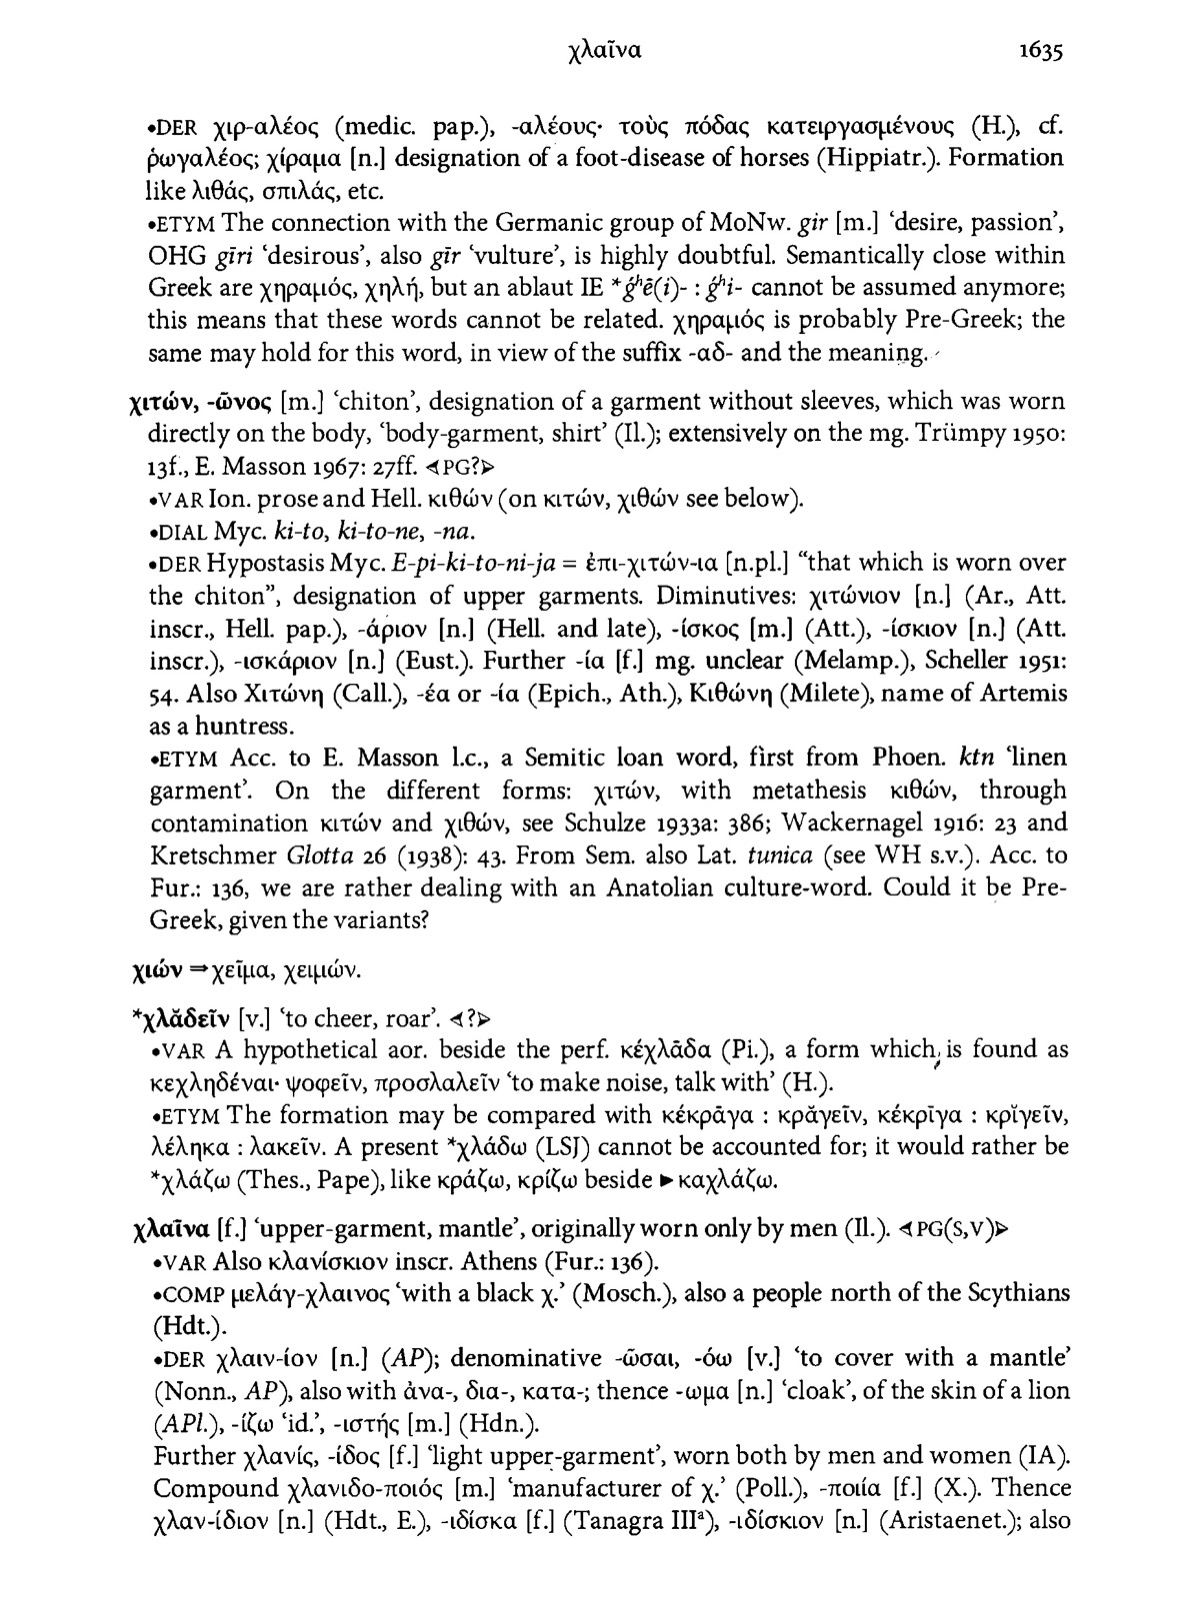 χλαῖνα 1635
•DER χιρ-αλέος (medic. pap.), -αλέους· τοὺς πόδας κατειργασμένους (H.), cf.
ῥωγαλέος; χίραμα [n.] designation of a foot-disease of horses (Hippiatr.). Formation
like λιθάς, σπιλάς, etc.
•ETYM The connection with the Germanic group of MoNw. gir [m.] ‘desire, passion’,
OHG gīri ‘desirous’, also gīr ‘vulture’, is highly doubtful. Semantically close within
Greek are χηραμός, χηλή, but an ablaut IE *ǵʰē(i)- : ǵʰi- cannot be assumed anymore;
this means that these words cannot be related. χηραμός is probably Pre-Greek; the
same may hold for this word, in view of the suffix -αδ- and the meaning.
χιτών, -ῶνος [m.] ‘chiton’, designation of a garment without sleeves, which was worn
directly on the body, ‘body-garment, shirt’ (Il.); extensively on the mg. Trümpy 1950:
13f., E. Masson 1967: 27ff. ⋖PG?⋗
•VAR Ion. prose and Hell. κιθών (on κιτών, χιθών see below).
•DIAL Myc. ki-to, ki-to-ne, -na.
•DER Hypostasis Myc. E-pi-ki-to-ni-ja = ἐπι-χιτών-ια [n.pl.] “that which is worn over
the chiton”, designation of upper garments. Diminutives: χιτώνιον [n.] (Ar., Att.
inscr., Hell. pap.), -άριον [n.] (Hell. and late), -ίσκος [m.] (Att.), -ίσκιον [n.] (Att.
inscr.), -ισκάριον [n.] (Eust.). Further -ία [f.] mg. unclear (Melamp.), Scheller 1951:
54. Also Χιτώνη (Call.), -έα or -ία (Epich., Ath.), Κιθώνη (Milete), name of Artemis
as a huntress.
•ETYM Acc. to E. Masson l.c., a Semitic loan word, first from Phoen. ktn ‘linen
garment’. On the different forms: χιτών, with metathesis κιθών, through
contamination κιτών and χιθών, see Schulze 1933a: 386; Wackernagel 1916: 23 and
Kretschmer Glotta 26 (1938): 43. From Sem. also Lat. tunica (see WH s.v.). Acc. to
Fur.: 136, we are rather dealing with an Anatolian culture-word. Could it be Pre-
Greek, given the variants?
χιών ⇒χεῖμα, χειμών.
*χλᾰδεῖν [v.] ‘to cheer, roar’. ⋖?⋗
•VAR A hypothetical aor. beside the perf. κέχλᾱδα (Pi.), a form which is found as
κεχληδέναι· ψοφεῖν, προσλαλεῖν ‘to make noise, talk with’ (H.).
•ETYM The formation may be compared with κέκρᾱγα : κρᾰγεῖν, κέκρῑγα : κρῐγεῖν,
λέληκα : λακεῖν. A present *χλάδω (LSJ) cannot be accounted for; it would rather be
*χλάζω (Thes., Pape), like κράζω, κρίζω beside ►καχλάζω.
χλαῖνα [f.] ‘upper-garment, mantle’, originally worn only by men (Il.). ⋖PG(S,V)⋗
•VAR Also κλανίσκιον inscr. Athens (Fur.: 136).
•COMP μελάγ-χλαινος ‘with a black χ.’ (Mosch.), also a people north of the Scythians
(Hdt.).
•DER χλαιν-ίον [n.] (AP); denominative -ῶσαι, -όω [v.] ‘to cover with a mantle’
(Nonn., AP), also with ἀνα-, δια-, κατα-; thence -ωμα [n.] ‘cloak’, of the skin of a lion
(APl.), -ίζω ‘id.’, -ιστής [m.] (Hdn.).
Further χλανίς, -ίδος [f.] ‘light upper-garment’, worn both by men and women (IA).
Compound χλανιδο-ποιός [m.] ‘manufacturer of χ.’ (Poll.), -ποιία [f.] (X.). Thence
χλαν-ίδιον [n.] (Hdt., E.), -ιδίσκα [f.] (Tanagra IIIᵃ), -ιδίσκιον [n.] (Aristaenet.); also